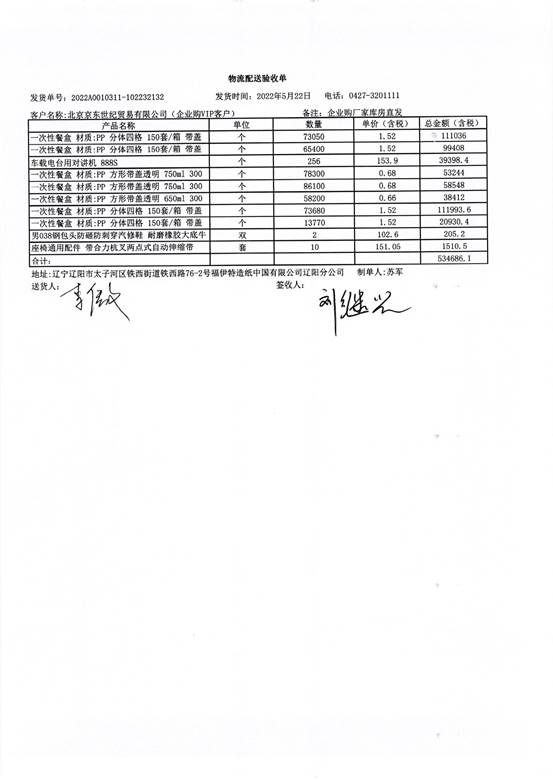 物流配送验收单
发货单号：2022A0010311-102232132 发货时间：2022年5月22日 电话：0427-3201111
客户名称:北京京东世纪贸易有限公司（企业购VIP客户） 备注：企业购厂家库房直发
产品名称 单位 数量 单价（含税） 总金额（含税）
一次性餐盒 材质:PP 分体四格 150套/箱 带盖 个 73050 1.52 111036
一次性餐盒 材质:PP 分体四格 150套/箱 带盖 个 65400 1.52 99408
车载电台用对讲机 888S 个 256 153.9 39398.4
一次性餐盒 材质：PP 方形带盖透明 750ml 300 个 78300 0.68 53244
一次性餐盒 材质：PP 方形带盖透明 750ml 300 个 86100 0.68 58548
一次性餐盒 材质：PP 方形带盖透明 650ml 300 个 58200 0.66 38412
一次性餐盒 材质:PP 分体四格 150套/箱 带盖 个 73680 1.52 111993.6
一次性餐盒 材质:PP 分体四格 150套/箱 带盖 个 13770 1.52 20930.4
男038钢包头防砸防刺穿汽修鞋 耐磨橡胶大底牛 双 2 102.6 205.2
座椅通用配件 带合力杭叉两点式自动伸缩带 套 10 151.05 1510.5
合计： 534686.1
地址:辽宁辽阳市太子河区铁西街道铁西路76-2号福伊特造纸中国有限公司辽阳分公司 制单人:苏军
送货人： 签收人：
刘继兴